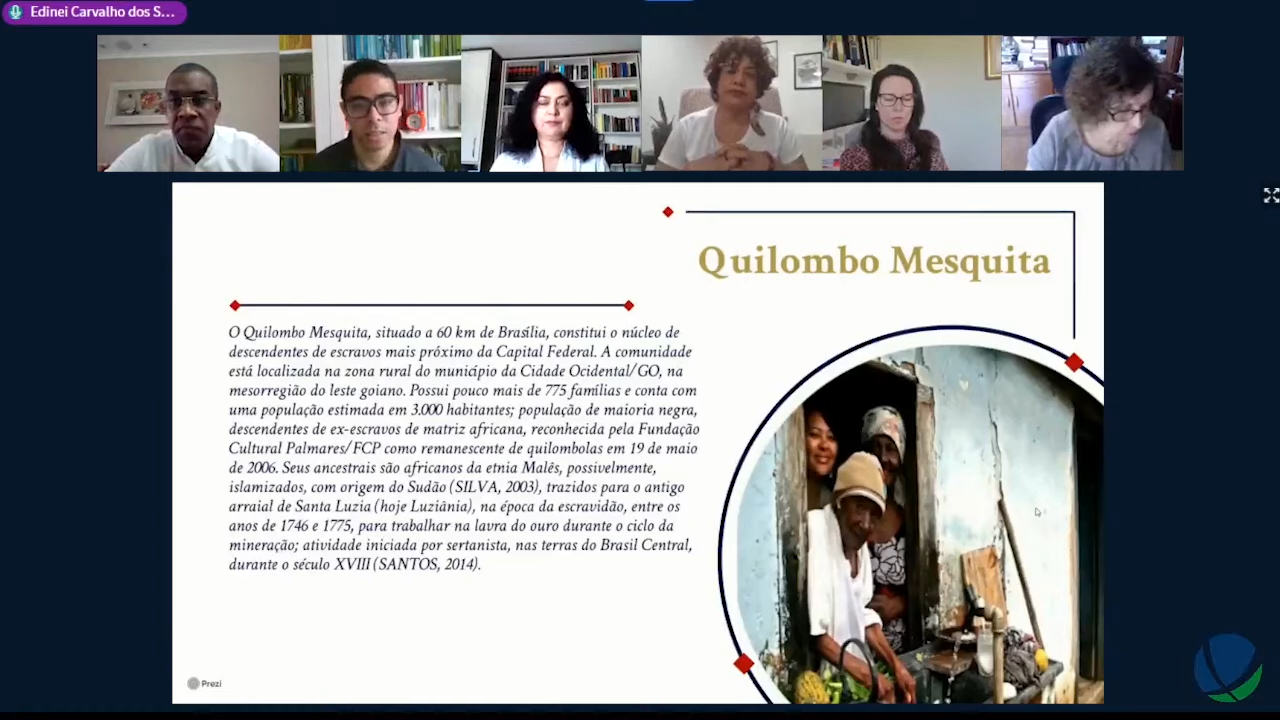 Edinei Carvalho dos S...
Quilombo Mesquita
O Quilombo Mesquita, situado a 60 km de Brasília, constitui o núcleo de
descendentes de escravos mais próximo da Capital Federal. A comunidade
está localizada na zona rural do município da Cidade Ocidental/GO, na
mesorregião do leste goiano. Possui pouco mais de 775 famílias e conta com
uma população estimada em 3.000 habitantes; população de maioria negra,
descendentes de ex-escravos de matriz africana, reconhecida pela Fundação
Cultural Palmares/FCP como remanescente de quilombolas em 19 de maio
de 2006. Seus ancestrais são africanos da etnia Malês, possivelmente,
islamizados, com origem do Sudão (SILVA, 2003), trazidos para o antigo
arraial de Santa Luzia (hoje Luziânia), na época da escravidão, entre os
anos de 1746 e 1775, para trabalhar na lavra do ouro durante o ciclo da
mineração; atividade iniciada por sertanista, nas terras do Brasil Central,
durante o século XVIII (SANTOS, 2014).
Prezi